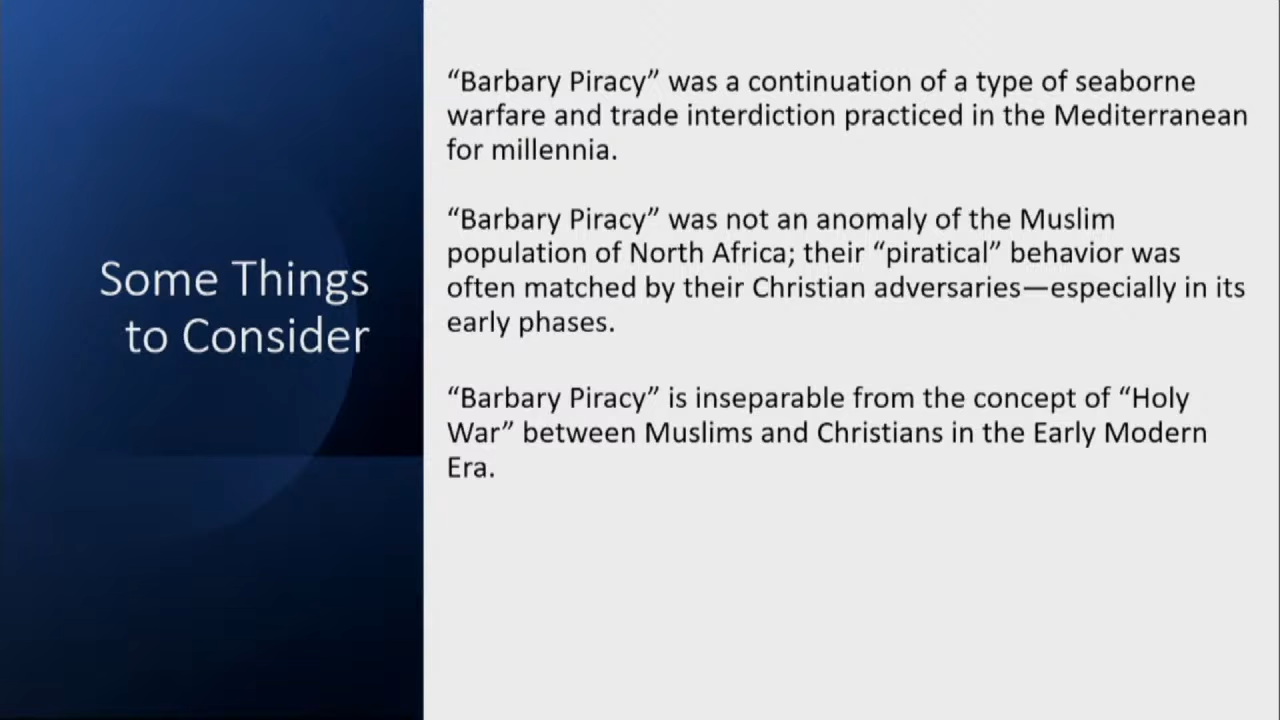 Some Things
to Consider
“Barbary Piracy” was a continuation of a type of seaborne
warfare and trade interdiction practiced in the Mediterranean
for millennia.
“Barbary Piracy” was not an anomaly of the Muslim
population of North Africa; their “piratical” behavior was
often matched by their Christian adversaries—especially in its
early phases.
“Barbary Piracy” is inseparable from the concept of “Holy
War” between Muslims and Christians in the Early Modern
Era.